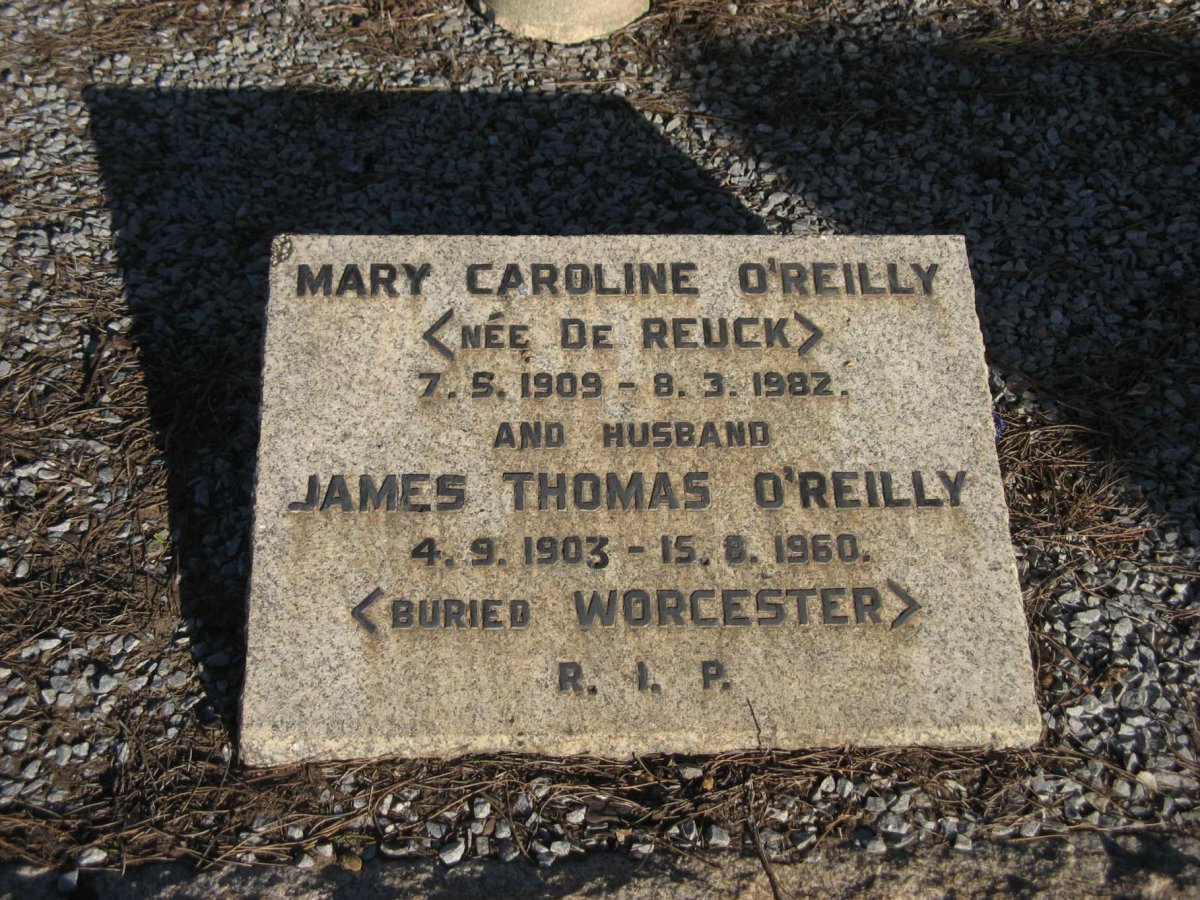 MARY CAROLINE O'REILLY
<NÉE DE REUCK>
7.5.1909 - 8.3.1982.
AND HUSBAND
JAMES THOMAS O'REILLY
4.9.1903 - 15.8.1960.
<BURIED WORCESTER>
R. I. P.